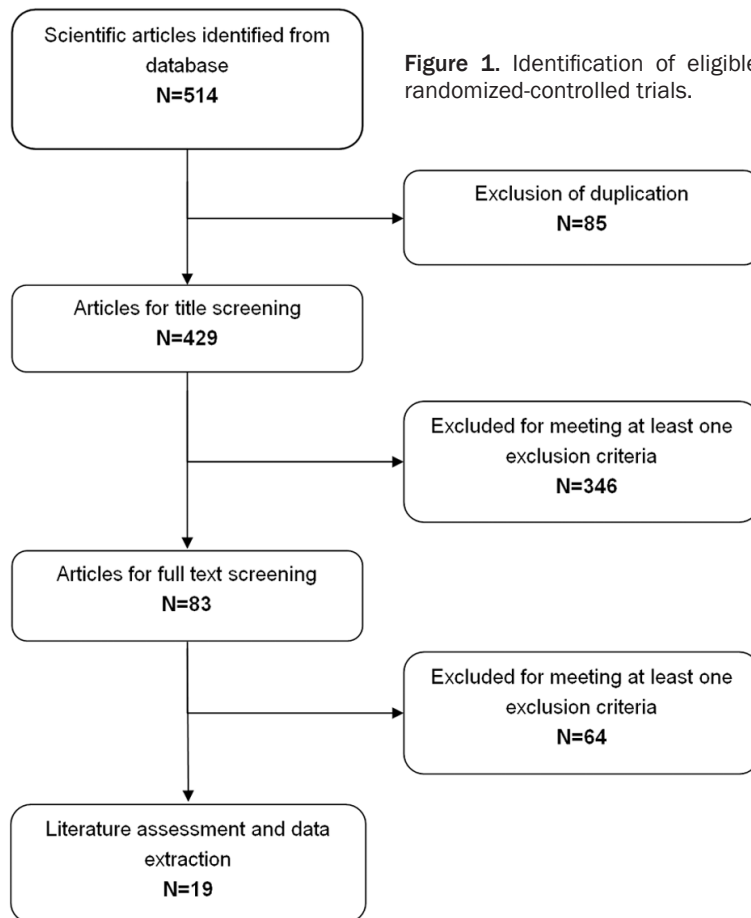 Scientific articles identified from
database
N=514
Figure 1. Identification of eligible
randomized-controlled trials.
Exclusion of duplication
N=85
Articles for title screening
N=429
Excluded for meeting at least one
exclusion criteria
N=346
Articles for full text screening
N=83
Excluded for meeting at least one
exclusion criteria
N=64
Literature assessment and data
extraction
N=19